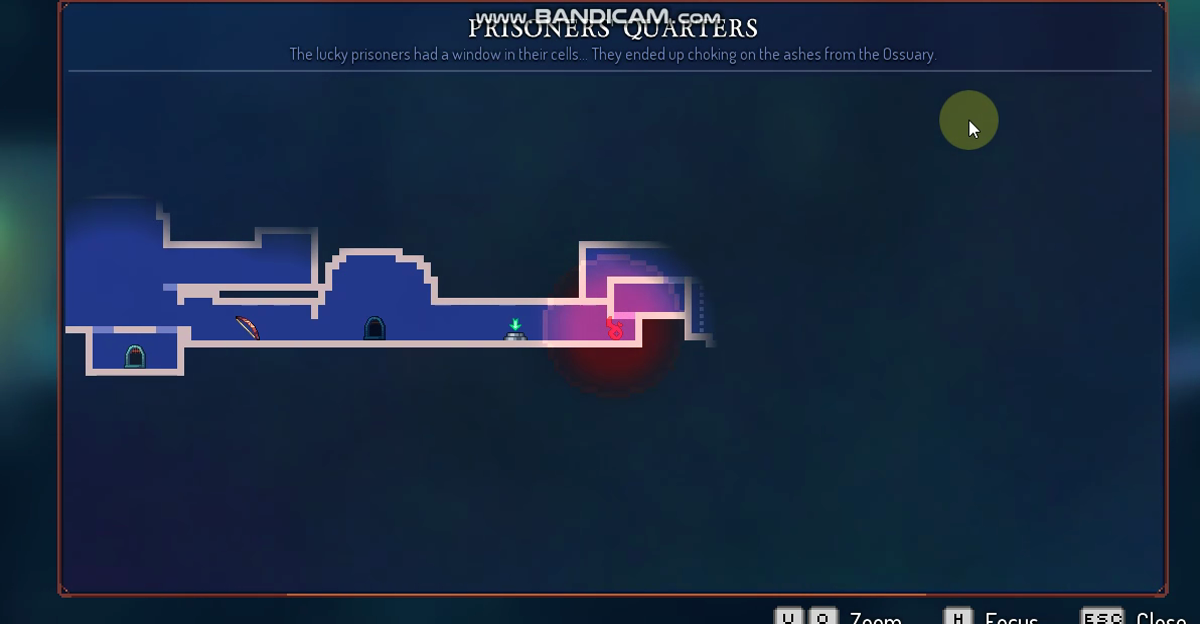 www.BANDICAM.com
PRISONERS' QUARTERS
The lucky prisoners had a window in their cells... They ended up choking on the ashes from the Ossuary.
Zoom H Focus ESC Close